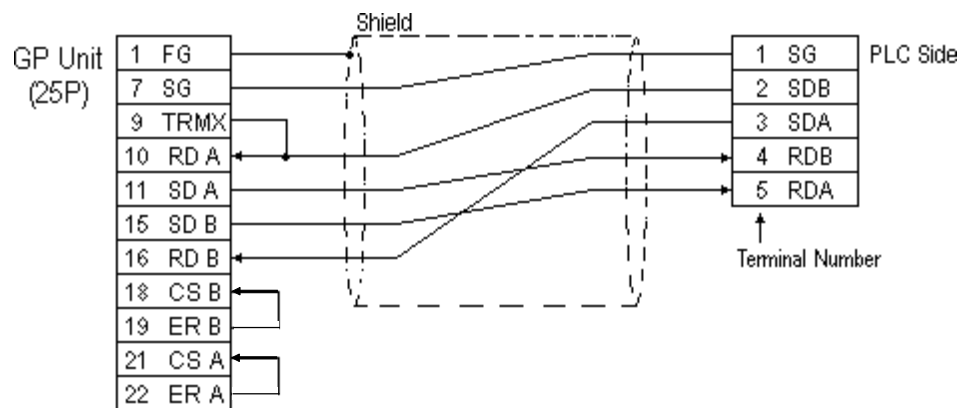 Shield
GP Unit
(25P)
1 FG
7 SG
9 TRMX
10 RD A
11 SD A
15 SD B
16 RD B
18 CS B
19 ER B
21 CS A
22 ER A
1 SG
2 SDB
3 SDA
4 RDB
5 RDA
PLC Side
Terminal Number